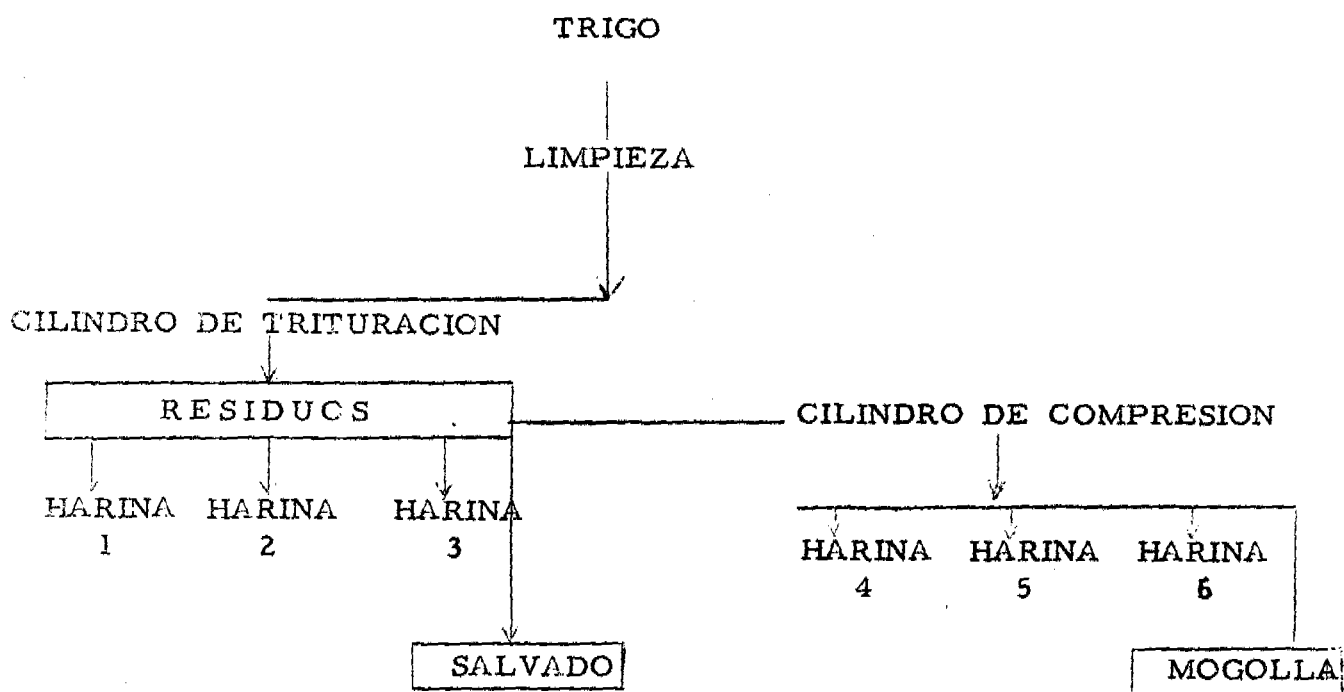 TRIGO
LIMPIEZA
CILINDRO DE TRITURACION
RESIDUCS
CILINDRO DE COMPRESION
HARINA HARINA HARINA
1 2 3
HARINA HARINA HARINA
4 5 6
SALVADO
MOGOLLA